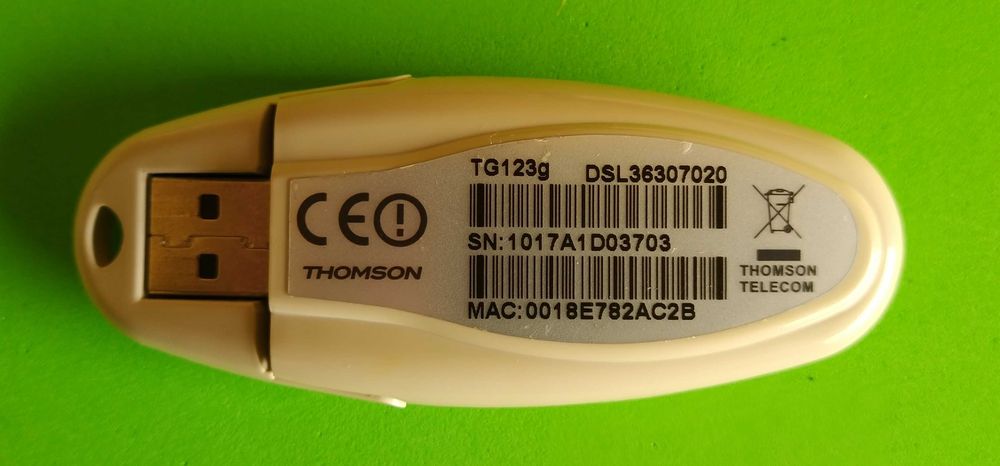 CE
THOMSON
TG123g DSL36307020
SN:1017A1D03703
MAC:0018E782AC2B
THOMSON
TELECOM